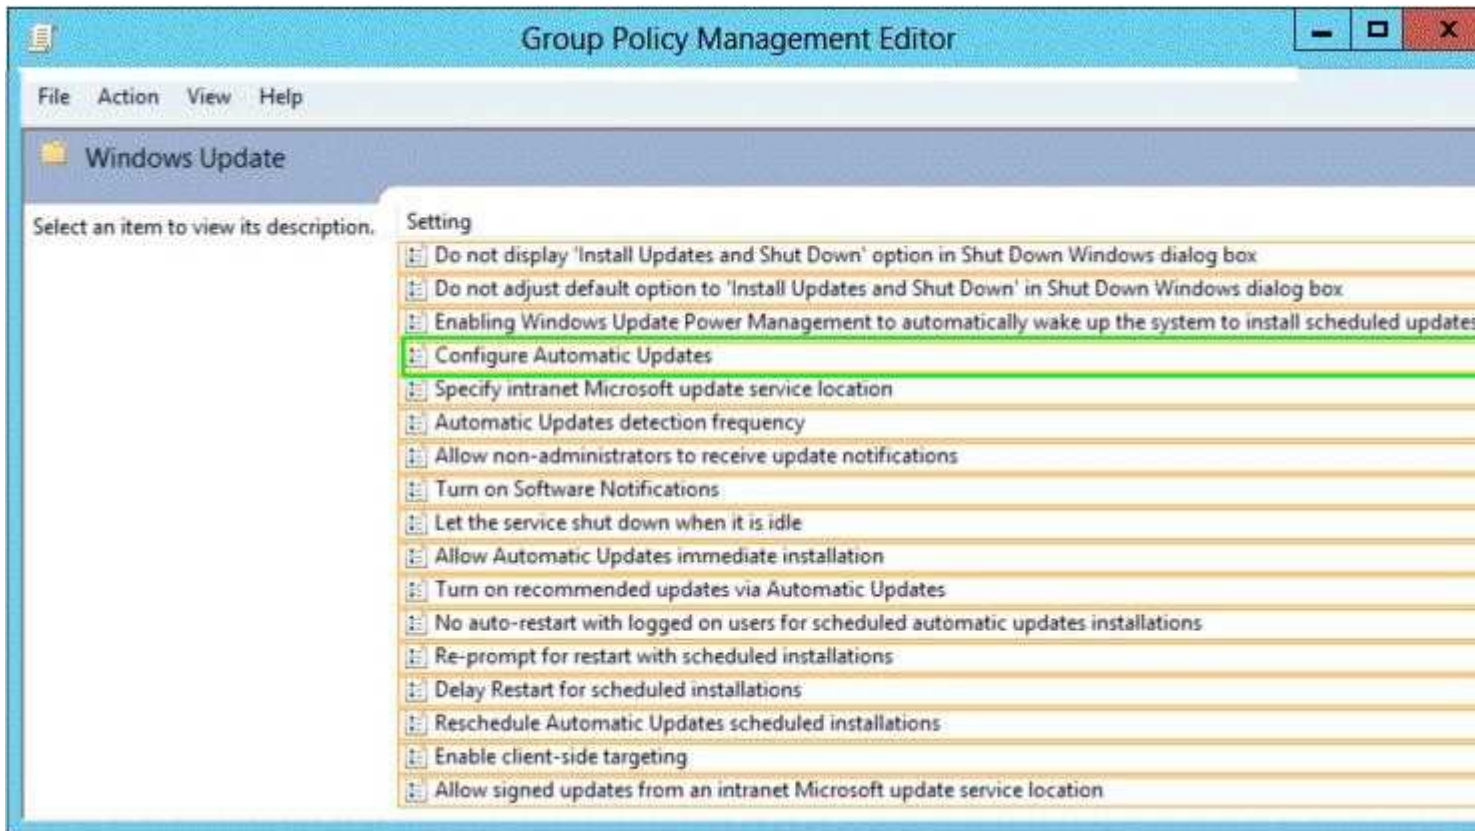 Group Policy Management Editor
File Action View Help
Windows Update
Select an item to view its description.
Setting
Do not display 'Install Updates and Shut Down' option in Shut Down Windows dialog box
Do not adjust default option to 'Install Updates and Shut Down' in Shut Down Windows dialog box
Enabling Windows Update Power Management to automatically wake up the system to install scheduled updates
Configure Automatic Updates
Specify intranet Microsoft update service location
Automatic Updates detection frequency
Allow non-administrators to receive update notifications
Turn on Software Notifications
Let the service shut down when it is idle
Allow Automatic Updates immediate installation
Turn on recommended updates via Automatic Updates
No auto-restart with logged on users for scheduled automatic updates installations
Re-prompt for restart with scheduled installations
Delay Restart for scheduled installations
Reschedule Automatic Updates scheduled installations
Enable client-side targeting
Allow signed updates from an intranet Microsoft update service location